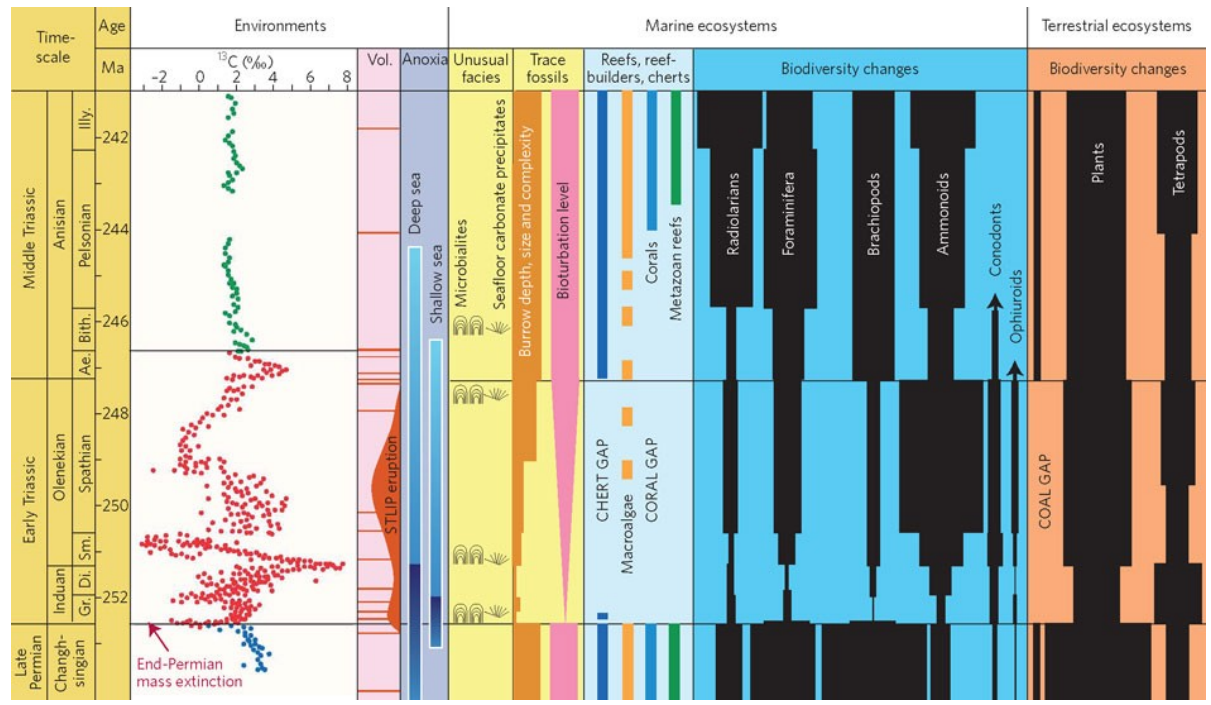 Time-
scale
Age
Ma
Environments
Marine ecosystems
Terrestrial ecosystems
13C (‰)
-2 0 2 4 6 8
Vol.
Anoxia
Unusual
facies
Trace
fossils
Reefs, reef-
builders, cherts
Biodiversity changes
Biodiversity changes
Middle Triassic
Early Triassic
Late
Permian
Anisian
Olenekian
Induan
Changh-
singian
Illy.
Pelsonian
Bith.
Ae.
Spathian
Sm.
Di.
Gr.
242
244
246
248
250
252
End-Permian
mass extinction
STLIP eruption
Deep sea
Shallow sea
Microbialites
Seafloor carbonate precipitates
Burrow depth, size and complexity
Bioturbation level
CHERT GAP
Macroalgae
CORAL GAP
Corals
Metazoan reefs
Radiolarians
Foraminifera
Brachiopods
Ammonoids
Conodonts
Ophiuroids
COAL GAP
Plants
Tetrapods